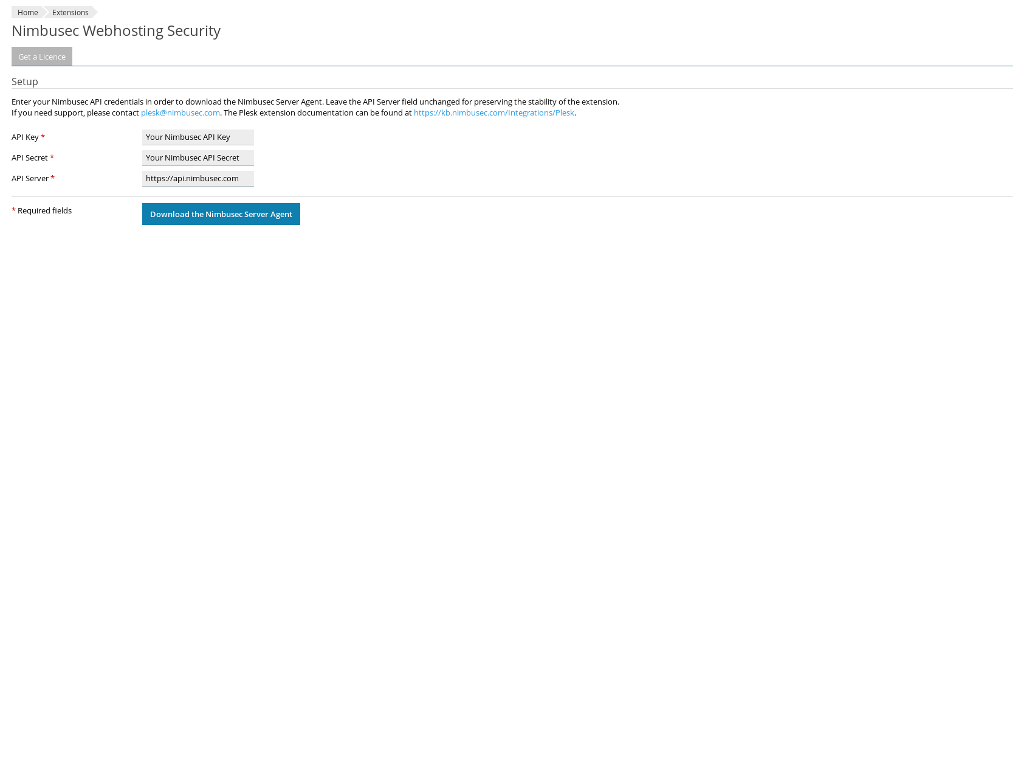 Home Extensions
Nimbusec Webhosting Security
Get a Licence
Setup
Enter your Nimbusec API credentials in order to download the Nimbusec Server Agent. Leave the API Server field unchanged for preserving the stability of the extension.
If you need support, please contact plesk@nimbusec.com. The Plesk extension documentation can be found at https://kb.nimbusec.com/Integrations/Plesk.
API Key * Your Nimbusec API Key
API Secret * Your Nimbusec API Secret
API Server * https://api.nimbusec.com
* Required fields Download the Nimbusec Server Agent